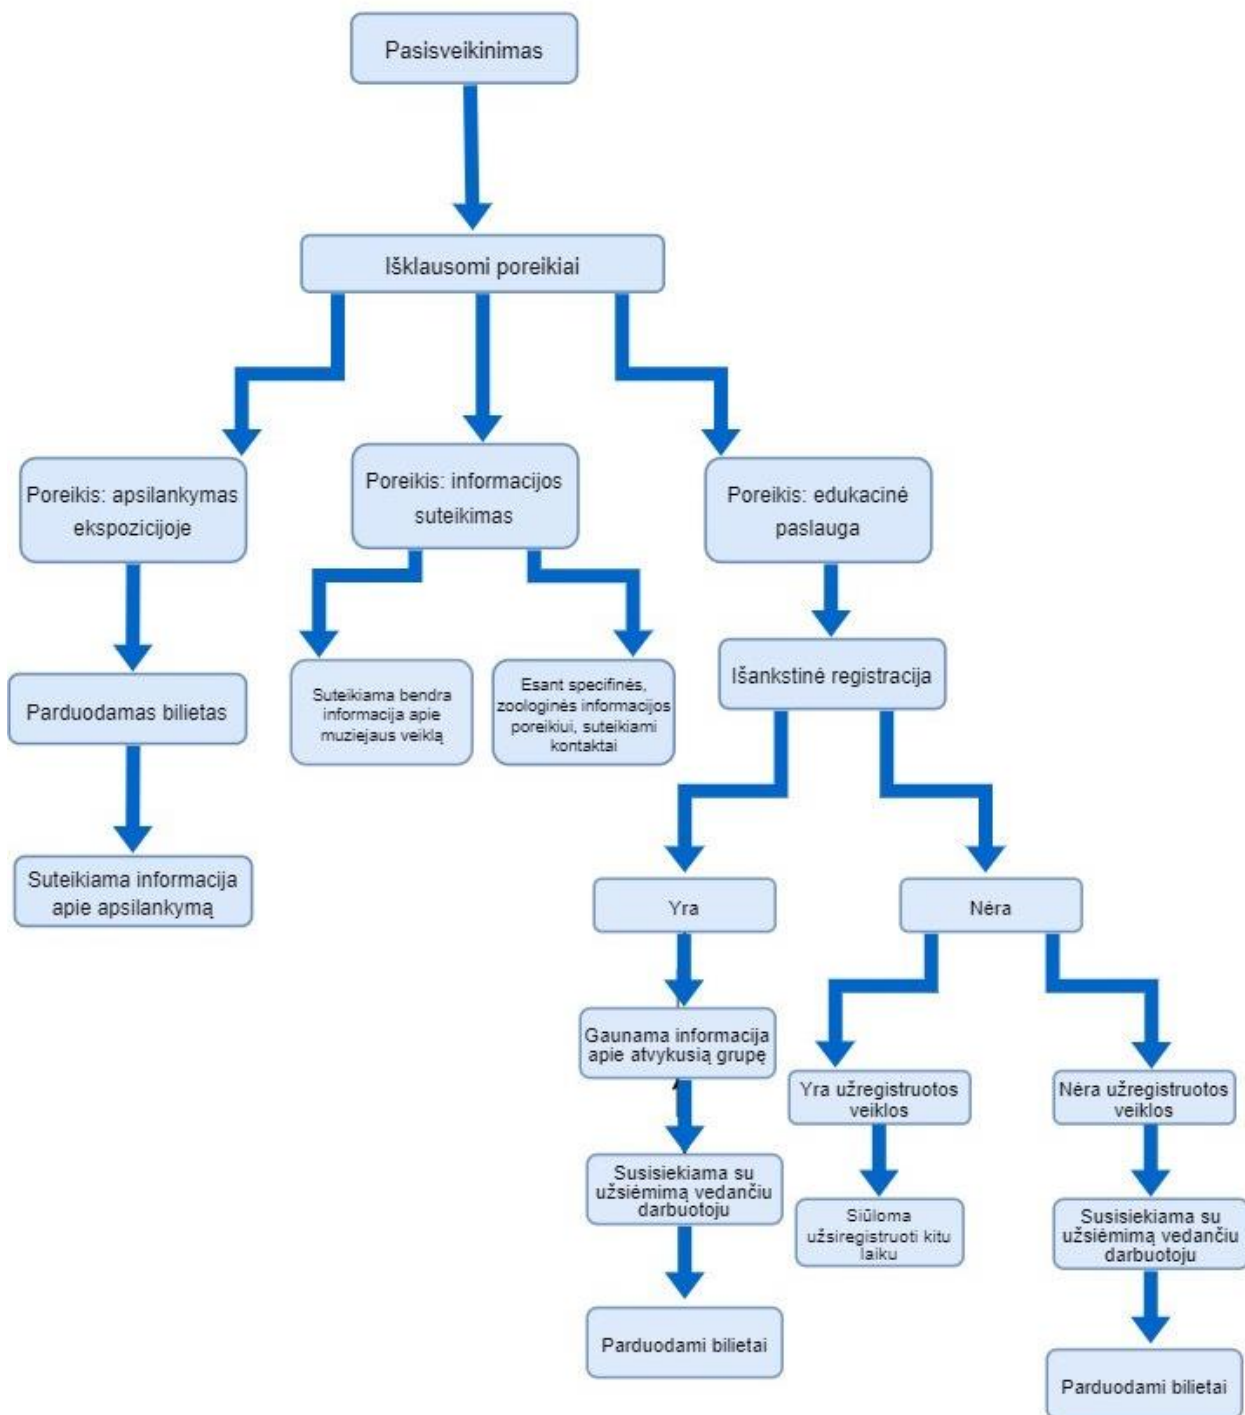 Pasisveikinimas
Išklausomi poreikiai
Poreikis: apsilankymas
ekspozicijoje
Poreikis: informacijos
suteikimas
Poreikis: edukacinė
paslauga
Parduodamas bilietas
Suteikiama bendra
informacija apie
muziejaus veiklą
Esant specifinės,
zoologinės informacijos
poreikiui, suteikiami
kontaktai
Išankstinė registracija
Suteikiama informacija
apie apsilankymą
Yra
Nėra
Gaunama informacija
apie atvykusią grupę
Yra užregistruotos
veiklos
Nėra užregistruotos
veiklos
Susisiekiama su
užsiėmimą vedančiu
darbuotoju
Siūloma
užsiregistruoti kitu
laiku
Susisiekiama su
užsiėmimą vedančiu
darbuotoju
Parduodami bilietai
Parduodami bilietai